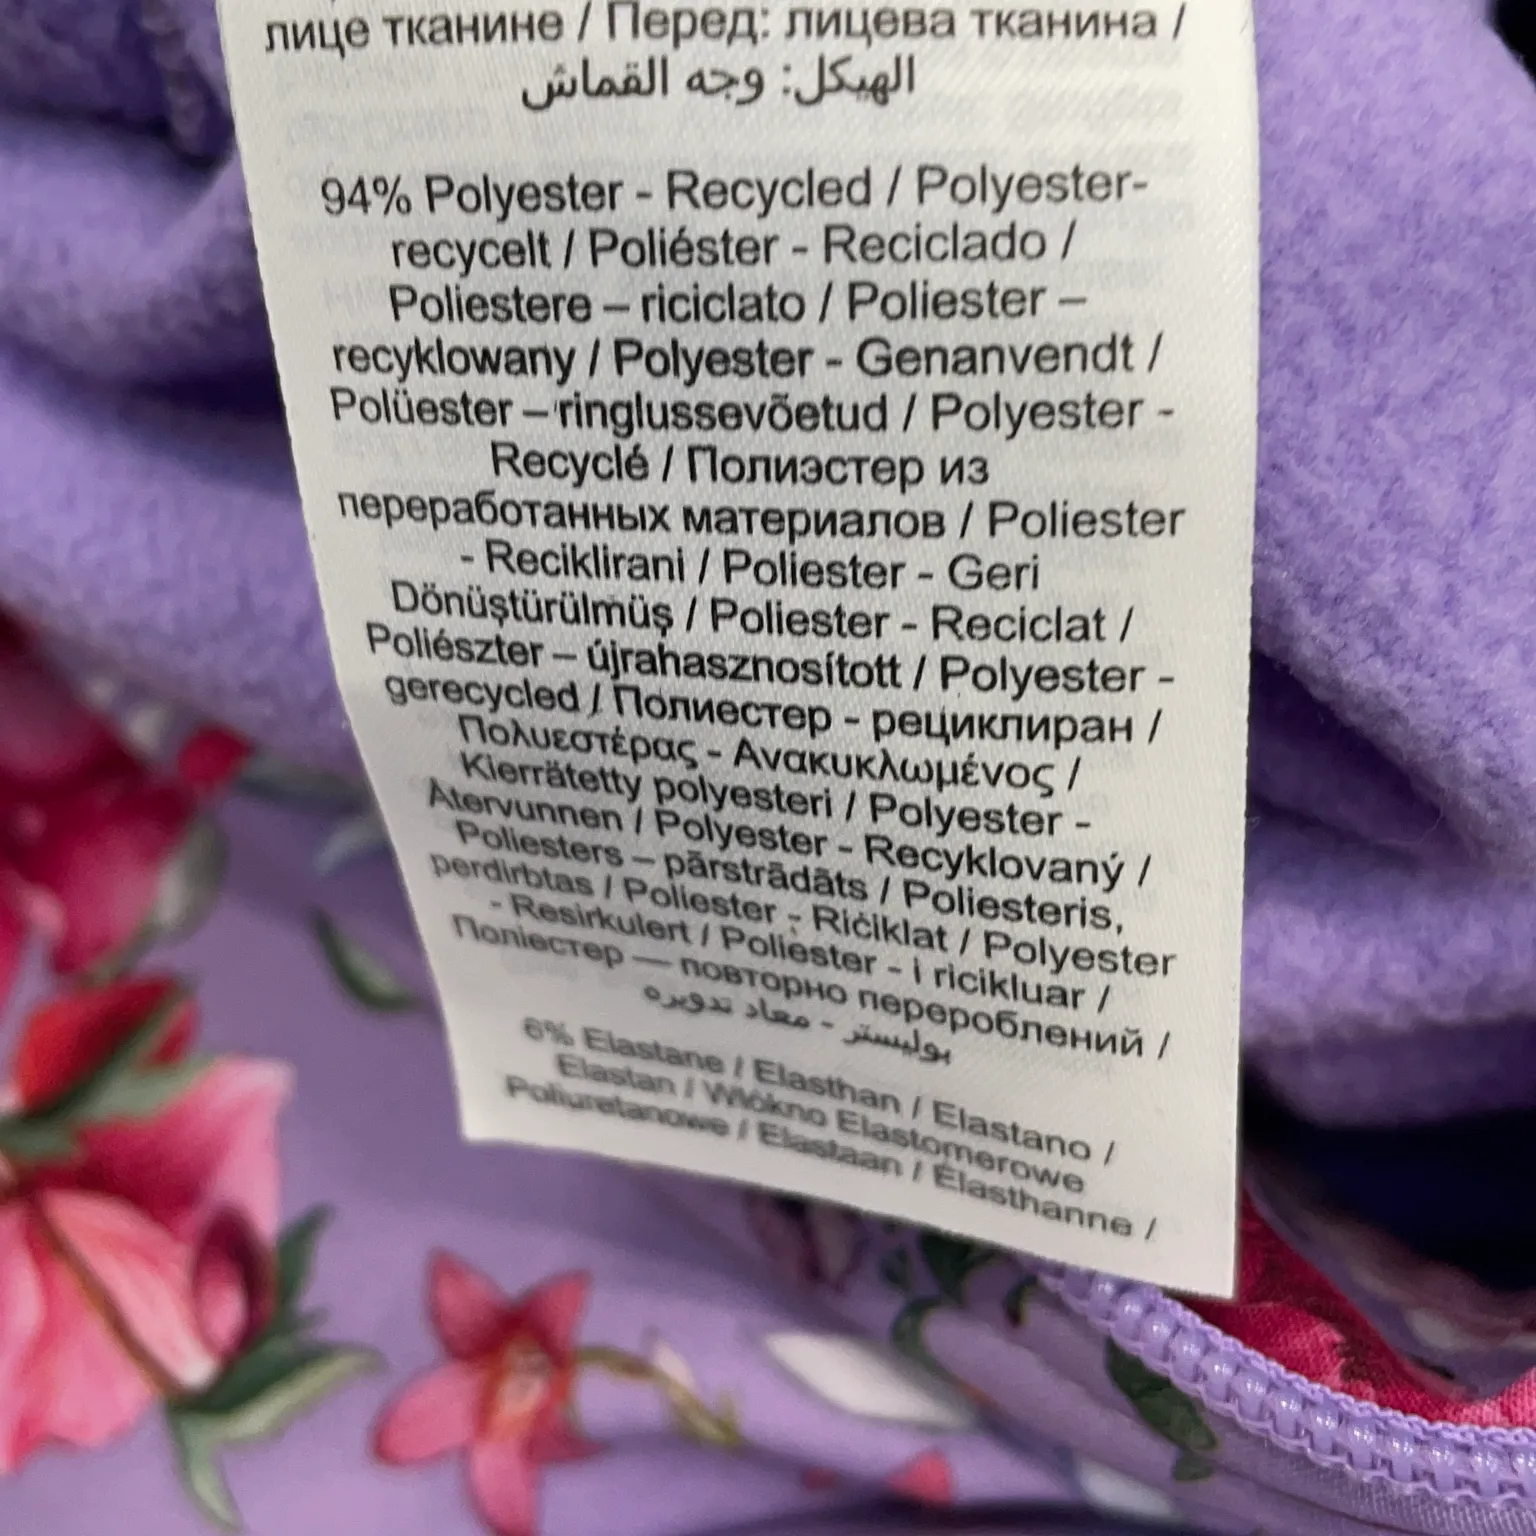 лице тканине / Перед: лицева тканина /
الهيكل: وجه القماش
94% Polyester - Recycled / Polyester-
recycelt / Poliéster - Reciclado /
Poliestere – riciclato / Poliester –
recyklowany / Polyester - Genanvendt /
Polüester – ringlussevõetud / Polyester -
Recyclé / Полиэстер из
переработанных материалов / Poliester
- Reciklirani / Poliester - Geri
Dönüştürülmüş / Poliester - Reciclat /
Poliészter – újrahasznosított / Polyester -
gerecycled / Полиестер - рециклиран /
Πολυεστέρας - Ανακυκλωμένος /
Kierrätetty polyesteri / Polyester -
Återvunnen / Polyester - Recyklovaný /
Poliesters – pārstrādāts / Poliesteris,
perdirbtas / Poliester - Riċiklat / Polyester
- Resirkulert / Poliester - i ricikluar /
Поліестер — повторно перероблений /
بوليستر - معاد تدويره
6% Elastane / Elasthan / Elastano /
Elastan / Włókno Elastomerowe
Poliuretanowe / Elastaan / Élasthanne /